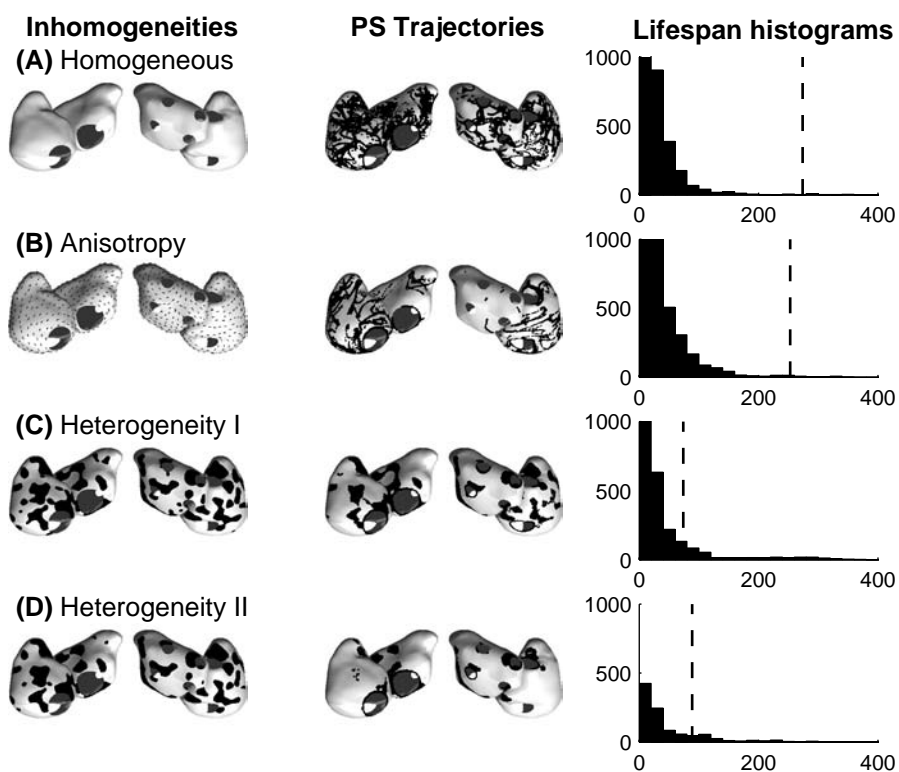 Inhomogeneities
PS Trajectories
Lifespan histograms
(A) Homogeneous
1000
500
0
0 200 400
(B) Anisotropy
1000
500
0
0 200 400
(C) Heterogeneity I
1000
500
0
0 200 400
(D) Heterogeneity II
1000
500
0
0 200 400